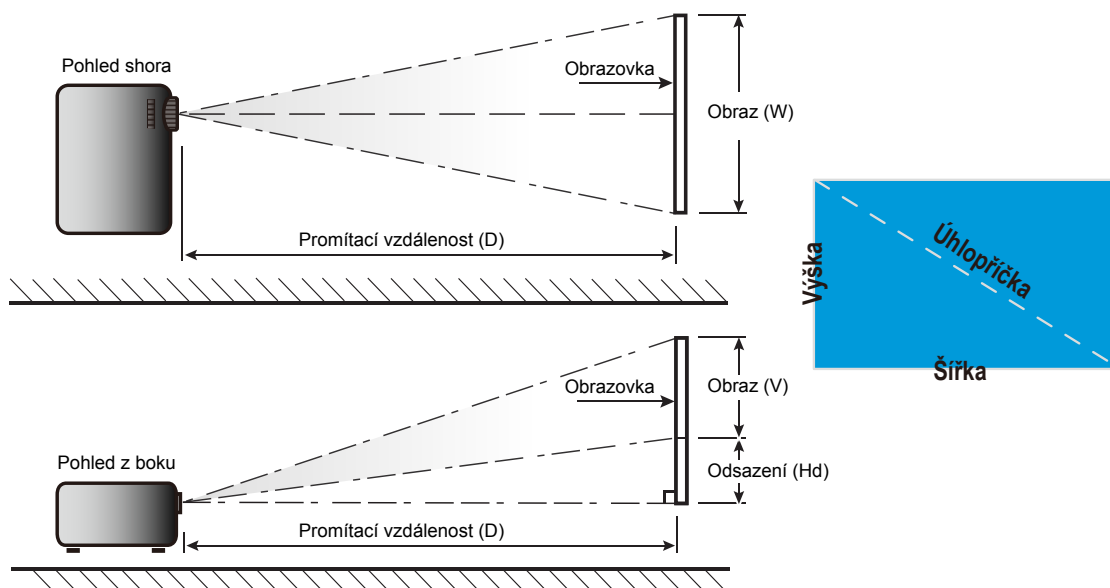 Pohled shora
Obrazovka
Obraz (W)
Promítací vzdálenost (D)
Výška
Úhlopříčka
Šířka
Obrazovka
Obraz (V)
Pohled z boku
Odsazení (Hd)
Promítací vzdálenost (D)